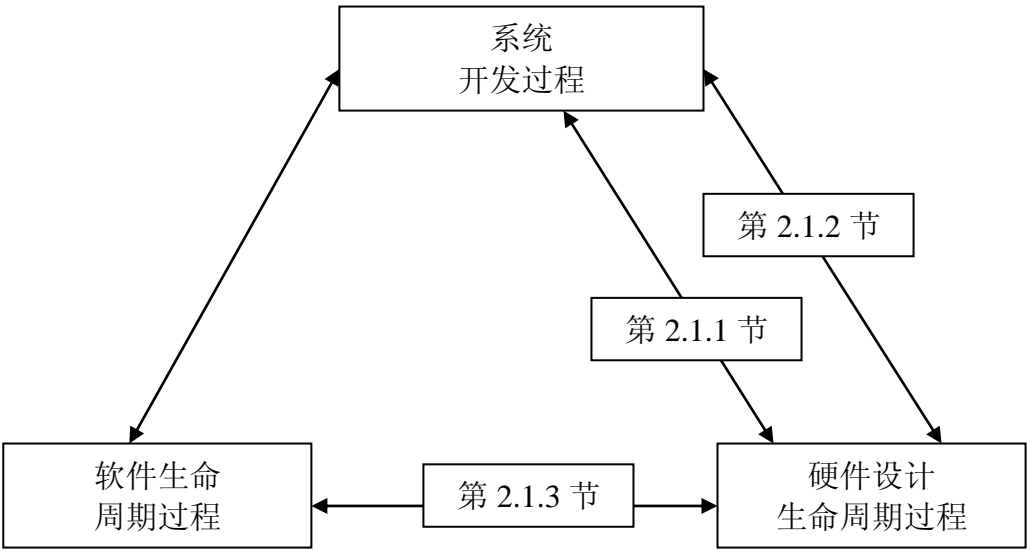 系统
开发过程
第 2.1.2 节
第 2.1.1 节
软件生命
周期过程
第 2.1.3 节
硬件设计
生命周期过程